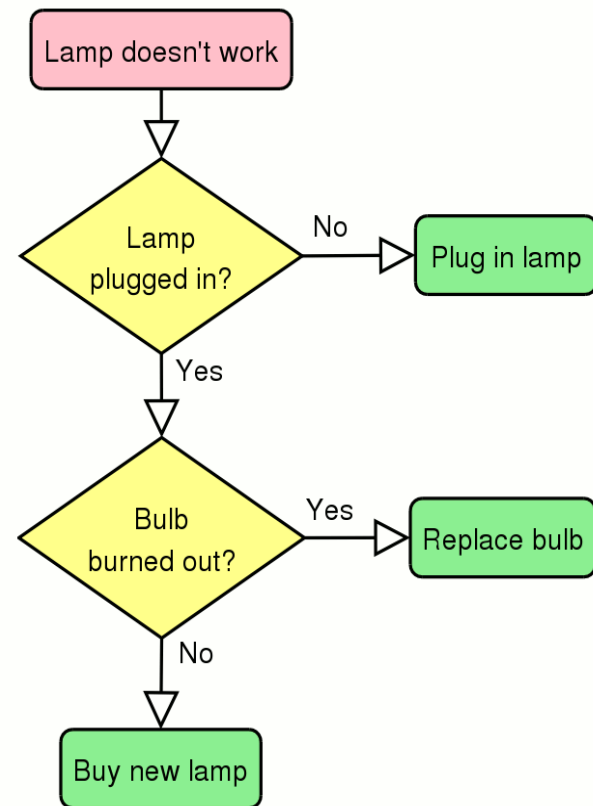 Lamp doesn't work
Lamp
plugged in?
No
Plug in lamp
Yes
Bulb
burned out?
Yes
Replace bulb
No
Buy new lamp